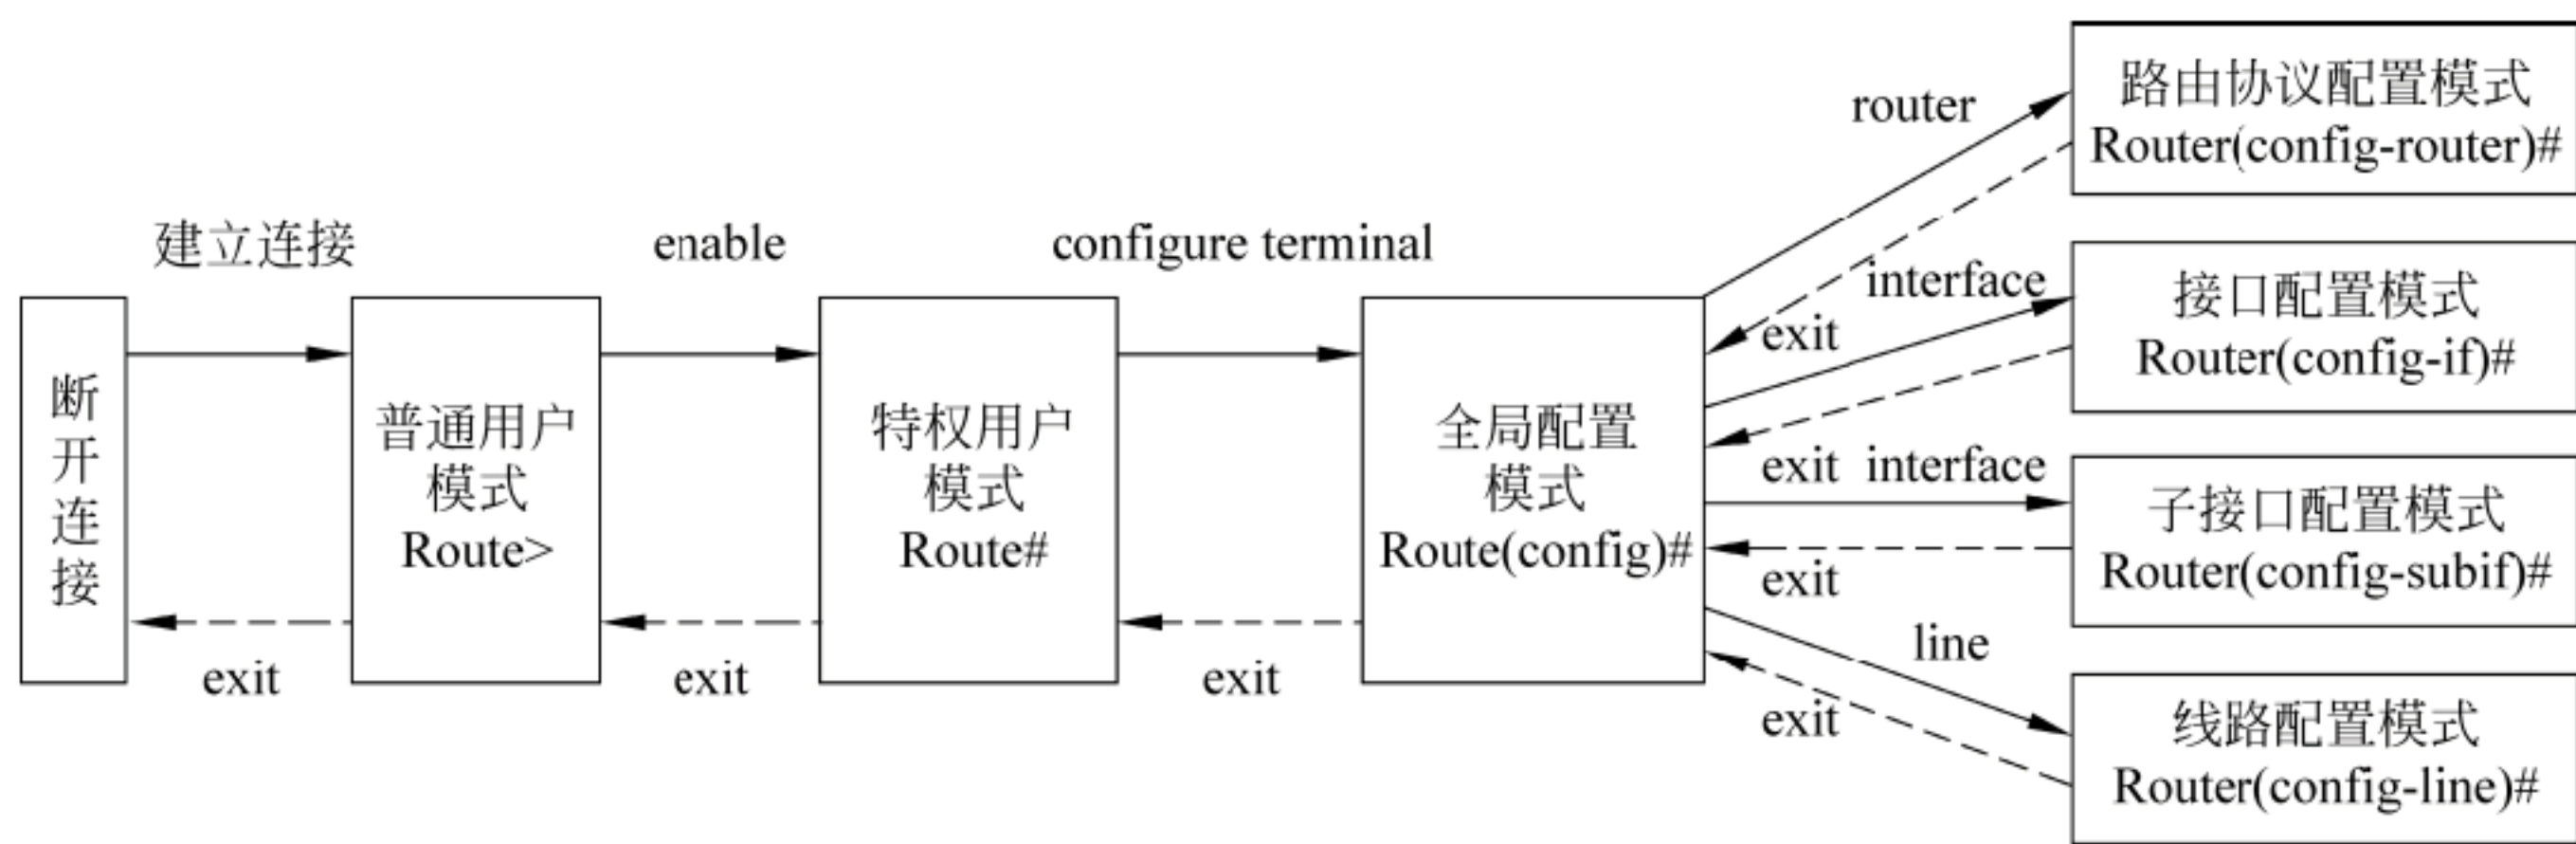 建立连接
enable
configure terminal
断开连接
普通用户
模式
Route>
特权用户
模式
Route#
全局配置
模式
Route(config)#
exit
exit
exit
router
exit
interface
exit
interface
exit
line
exit
路由协议配置模式
Router(config-router)#
接口配置模式
Router(config-if)#
子接口配置模式
Router(config-subif)#
线路配置模式
Router(config-line)#